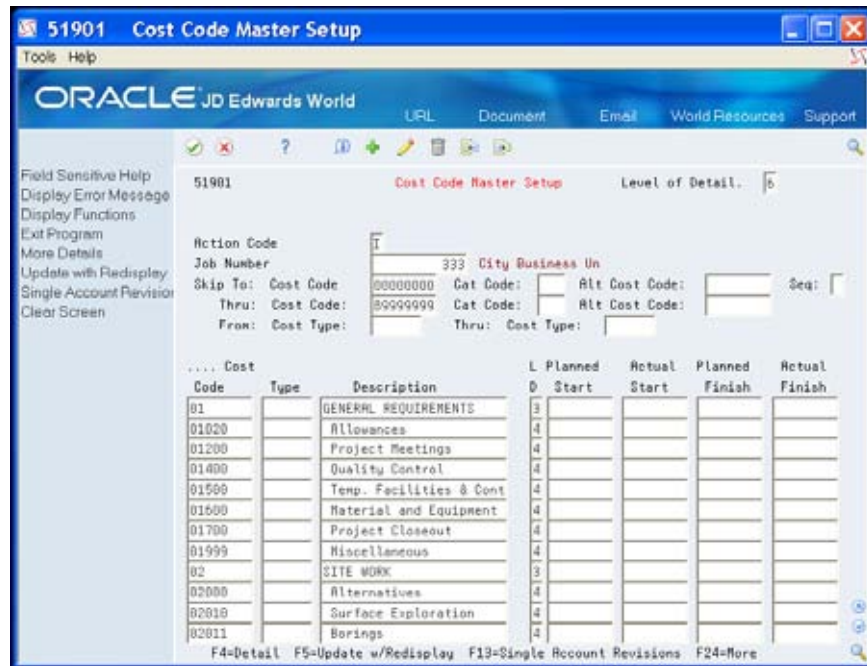 51901 Cost Code Master Setup
Tools Help
ORACLE JD Edwards World
URL Document Email World Resources Support
Field Sensitive Help
Display Error Message
Display Functions
Exit Program
More Details
Update with Redisplay
Single Account Revision
Clear Screen
51901 Cost Code Master Setup Level of Detail. 6
Action Code I
Job Number 333 City Business Un
Skip To: Cost Code 00000000 Cat Code: Alt Cost Code: Seq:
Thru: Cost Code: 89999999 Cat Code: Alt Cost Code:
From: Cost Type: Thru: Cost Type:
.... Cost L Planned Actual Planned Actual
Code Type Description D Start Start Finish Finish
01 GENERAL REQUIREMENTS 3
01020 Allowances 4
01200 Project Meetings 4
01400 Quality Control 4
01500 Temp. Facilities & Cont 4
01600 Material and Equipment 4
01700 Project Closeout 4
01999 Miscellaneous 4
02 SITE WORK 3
02000 Alternatives 4
02010 Surface Exploration 4
02011 Borings 4
F4=Detail F5=Update w/Redisplay F13=Single Account Revisions F24=More